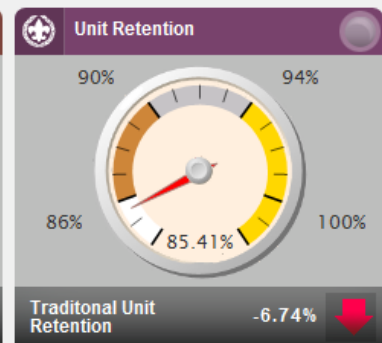 Unit Retention
90% 94%
86% 100%
85.41%
Traditonal Unit
Retention
-6.74%